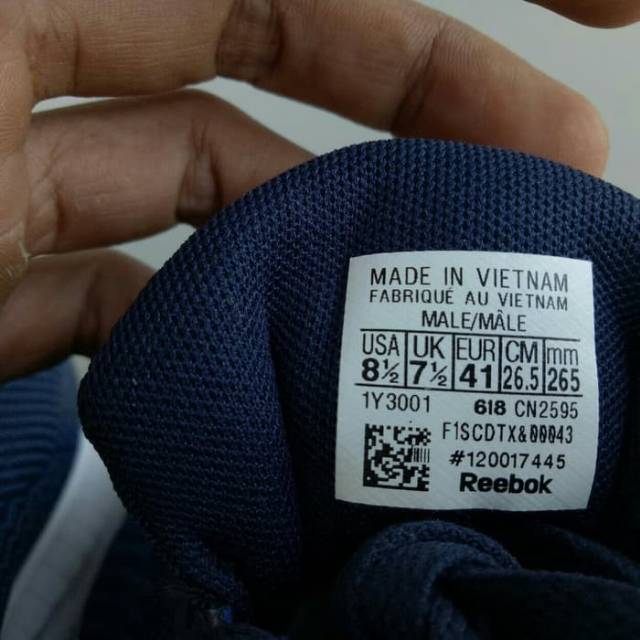 MADE IN VIETNAM
FABRIQUÉ AU VIETNAM
MALE/MÂLE
USA UK EUR CM mm
8½ 7½ 41 26.5 265
1Y3001 618 CN2595
F1SCDTX&00043
#120017445
Reebok